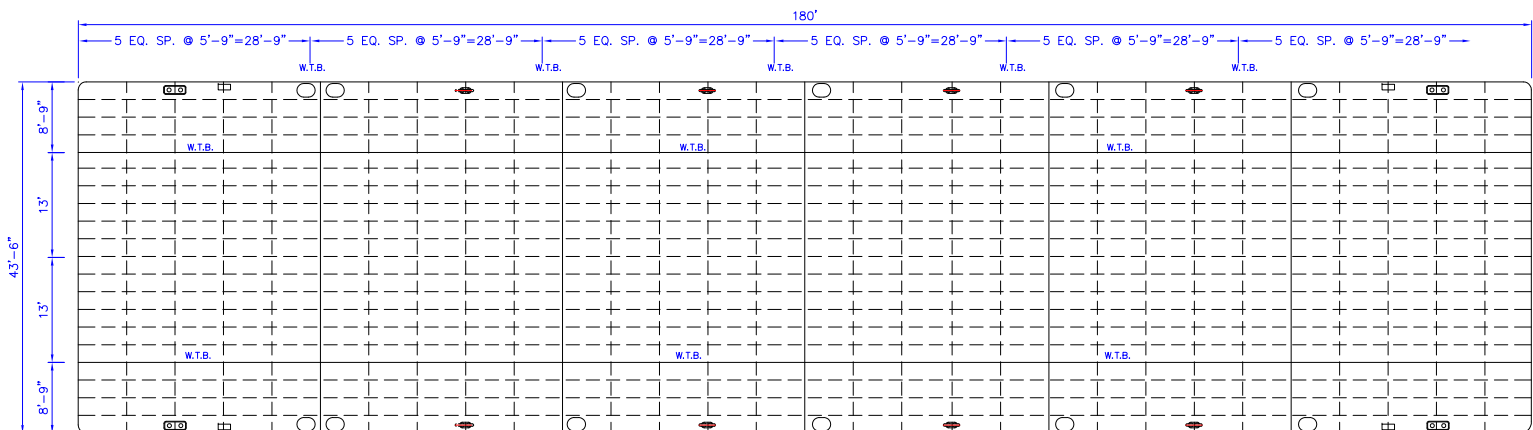 180'
5 EQ. SP. @ 5'-9"=28'-9" 5 EQ. SP. @ 5'-9"=28'-9" 5 EQ. SP. @ 5'-9"=28'-9" 5 EQ. SP. @ 5'-9"=28'-9" 5 EQ. SP. @ 5'-9"=28'-9" 5 EQ. SP. @ 5'-9"=28'-9"
W.T.B. W.T.B. W.T.B. W.T.B. W.T.B.
8'-9"
W.T.B. W.T.B. W.T.B.
13'
43'-6"
13'
W.T.B. W.T.B. W.T.B.
8'-9"